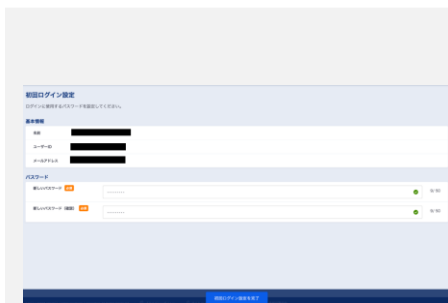 初回ログイン設定
ログインに使用するパスワードを設定してください。
基本情報
名前
ユーザーID
メールアドレス
パスワード
新しいパスワード 必須
新しいパスワード（確認） 必須
初回ログイン設定を完了